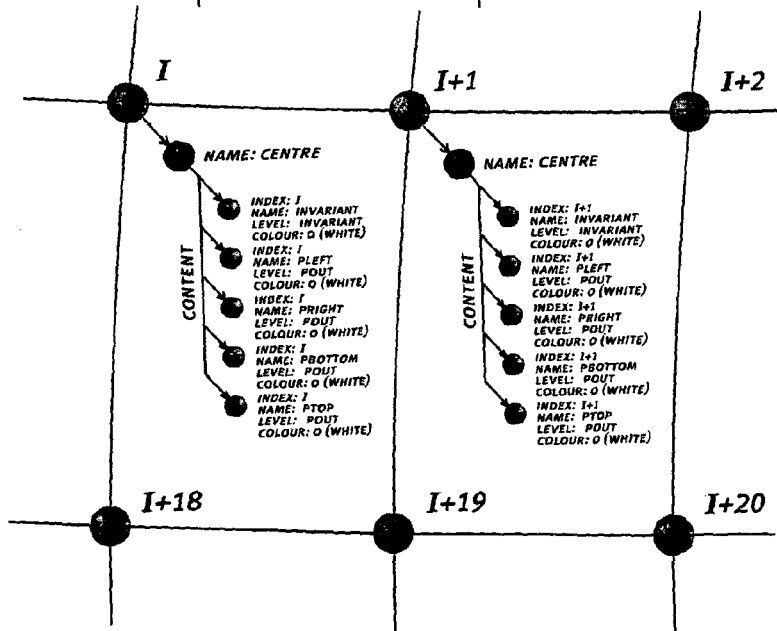 I
I+1
I+2
NAME: CENTRE
INDEX: I
NAME: INVARIANT
LEVEL: INVARIANT
COLOUR: 0 (WHITE)
INDEX: I
NAME: PLEFT
LEVEL: POUT
COLOUR: 0 (WHITE)
INDEX: I
NAME: PRIGHT
LEVEL: POUT
COLOUR: 0 (WHITE)
INDEX: I
NAME: PBOTTOM
LEVEL: POUT
COLOUR: 0 (WHITE)
INDEX: I
NAME: PTOP
LEVEL: POUT
COLOUR: 0 (WHITE)
CONTENT
NAME: CENTRE
INDEX: I+1
NAME: INVARIANT
LEVEL: INVARIANT
COLOUR: 0 (WHITE)
INDEX: I+1
NAME: PLEFT
LEVEL: POUT
COLOUR: 0 (WHITE)
INDEX: I+1
NAME: PRIGHT
LEVEL: POUT
COLOUR: 0 (WHITE)
INDEX: I+1
NAME: PBOTTOM
LEVEL: POUT
COLOUR: 0 (WHITE)
INDEX: I+1
NAME: PTOP
LEVEL: POUT
COLOUR: 0 (WHITE)
CONTENT
I+18
I+19
I+20